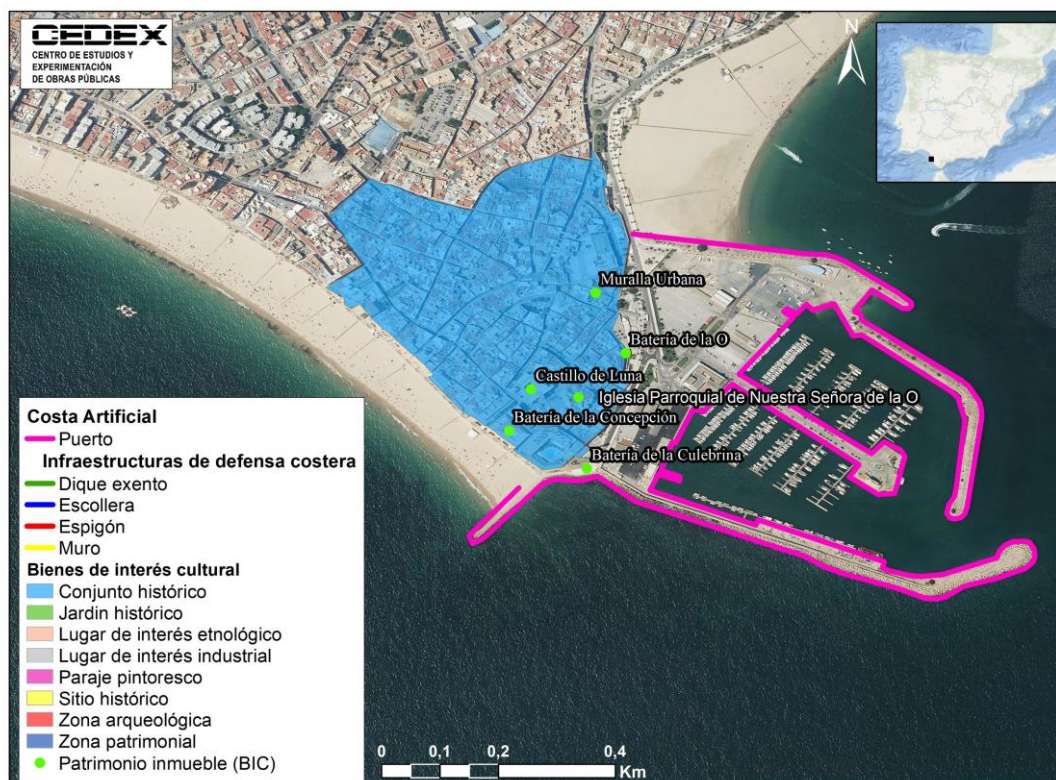 CEDEX
CENTRO DE ESTUDIOS Y
EXPERIMENTACIÓN
DE OBRAS PÚBLICAS
N
Muralla Urbana
Batería de la O
Castillo de Luna
Iglesia Parroquial de Nuestra Señora de la O
Batería de la Concepción
Batería de la Culebrina
Costa Artificial
Puerto
Infraestructuras de defensa costera
Dique exento
Escollera
Espigón
Muro
Bienes de interés cultural
Conjunto histórico
Jardin histórico
Lugar de interés etnológico
Lugar de interés industrial
Paraje pintoresco
Sitio histórico
Zona arqueológica
Zona patrimonial
Patrimonio inmueble (BIC)
0 0,1 0,2 0,4
Km